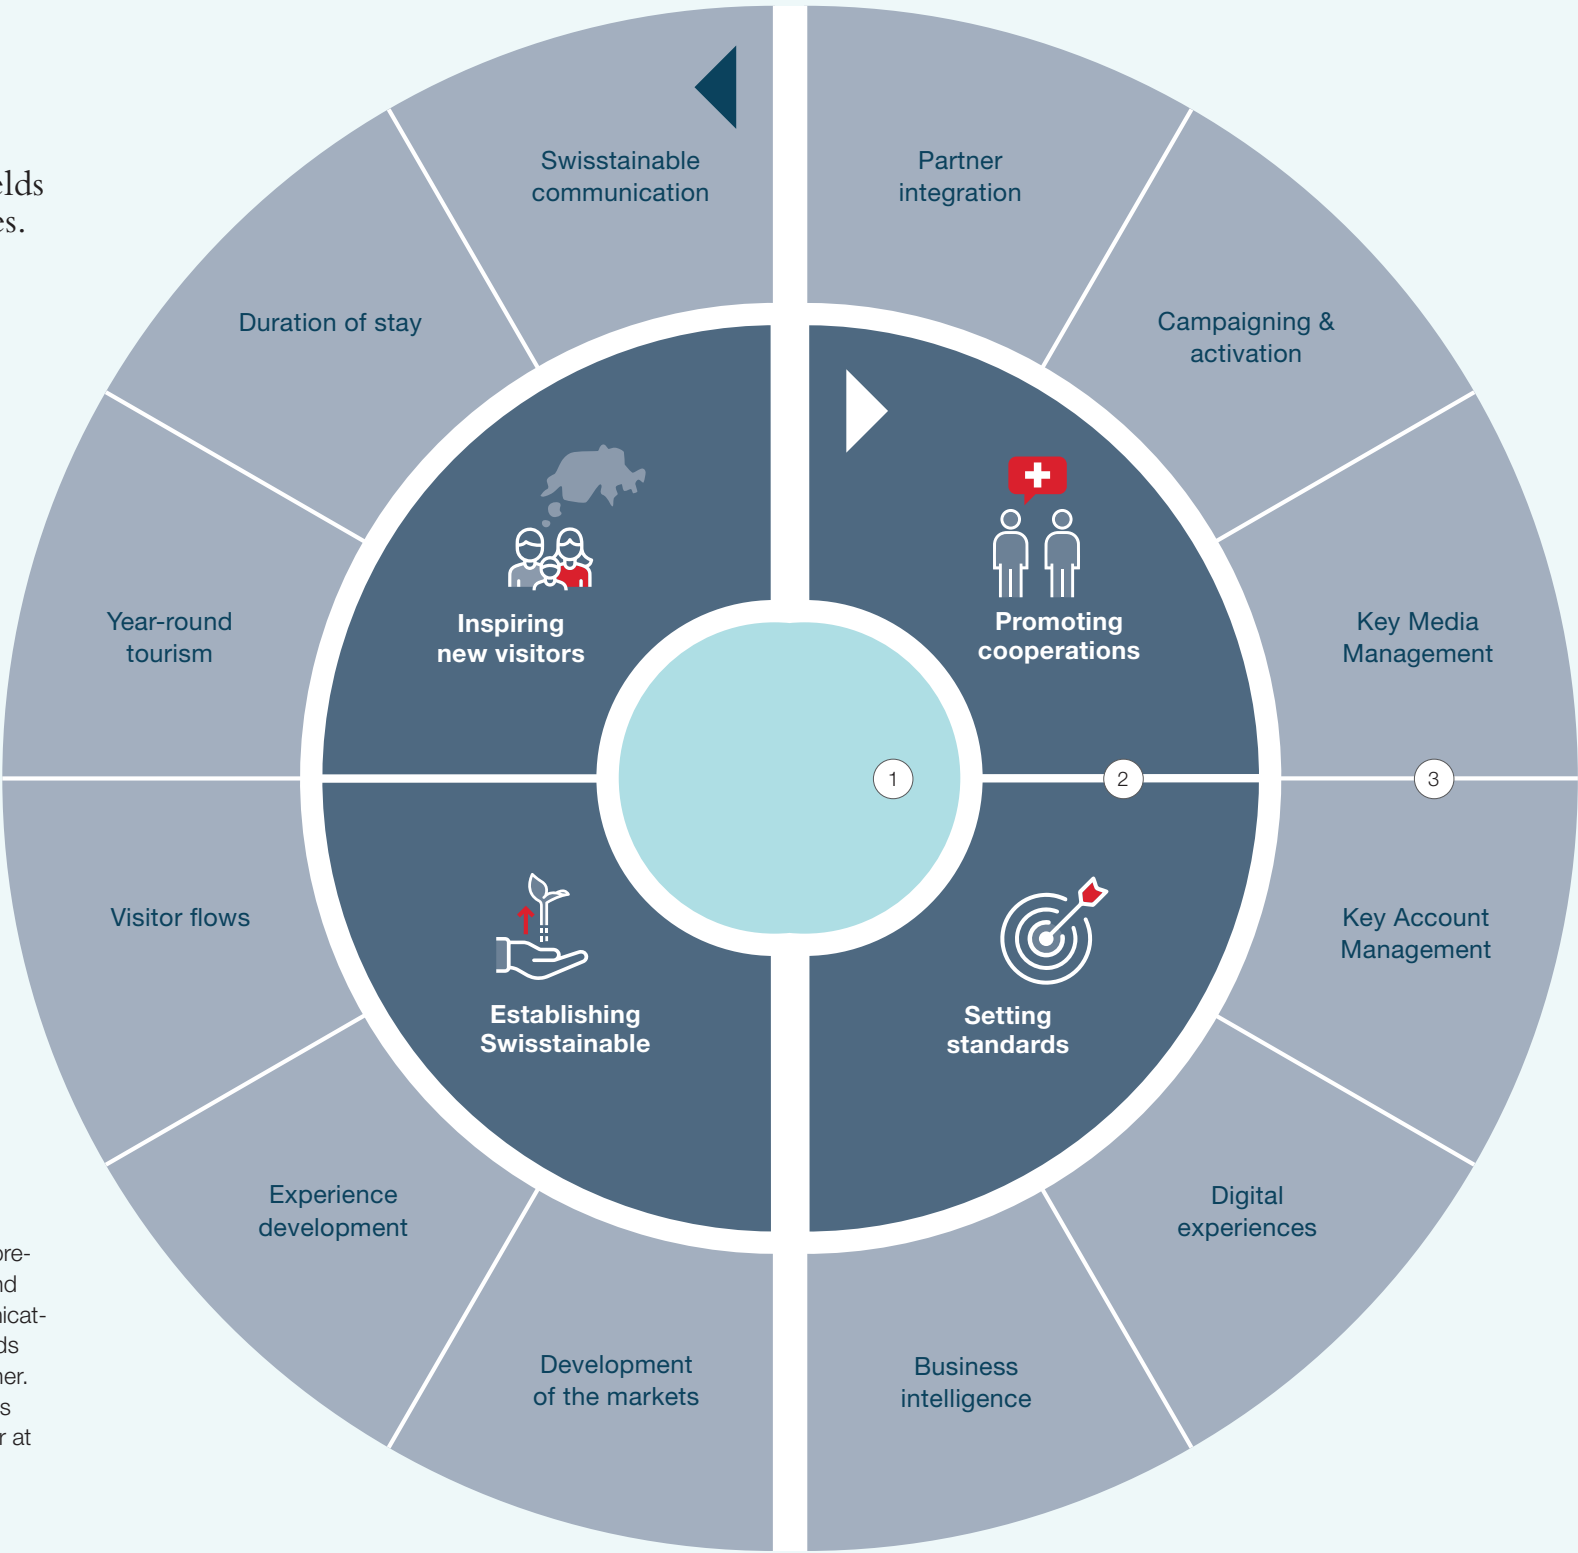 Swisstainable
communication
Partner
integration
Duration of stay
Campaigning &
activation
Year-round
tourism
Inspiring
new visitors
Promoting
cooperations
Key Media
Management
1
2
3
Visitor flows
Establishing
Swisstainable
Setting
standards
Key Account
Management
Experience
development
Digital
experiences
Development
of the markets
Business
intelligence
r at